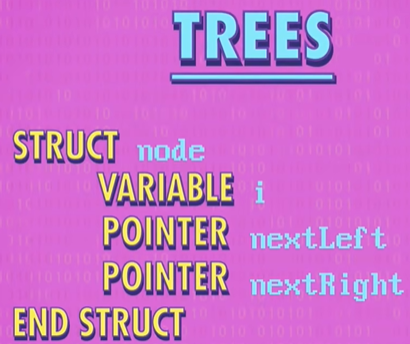 TREES
STRUCT node
VARIABLE i
POINTER nextLeft
POINTER nextRight
END STRUCT